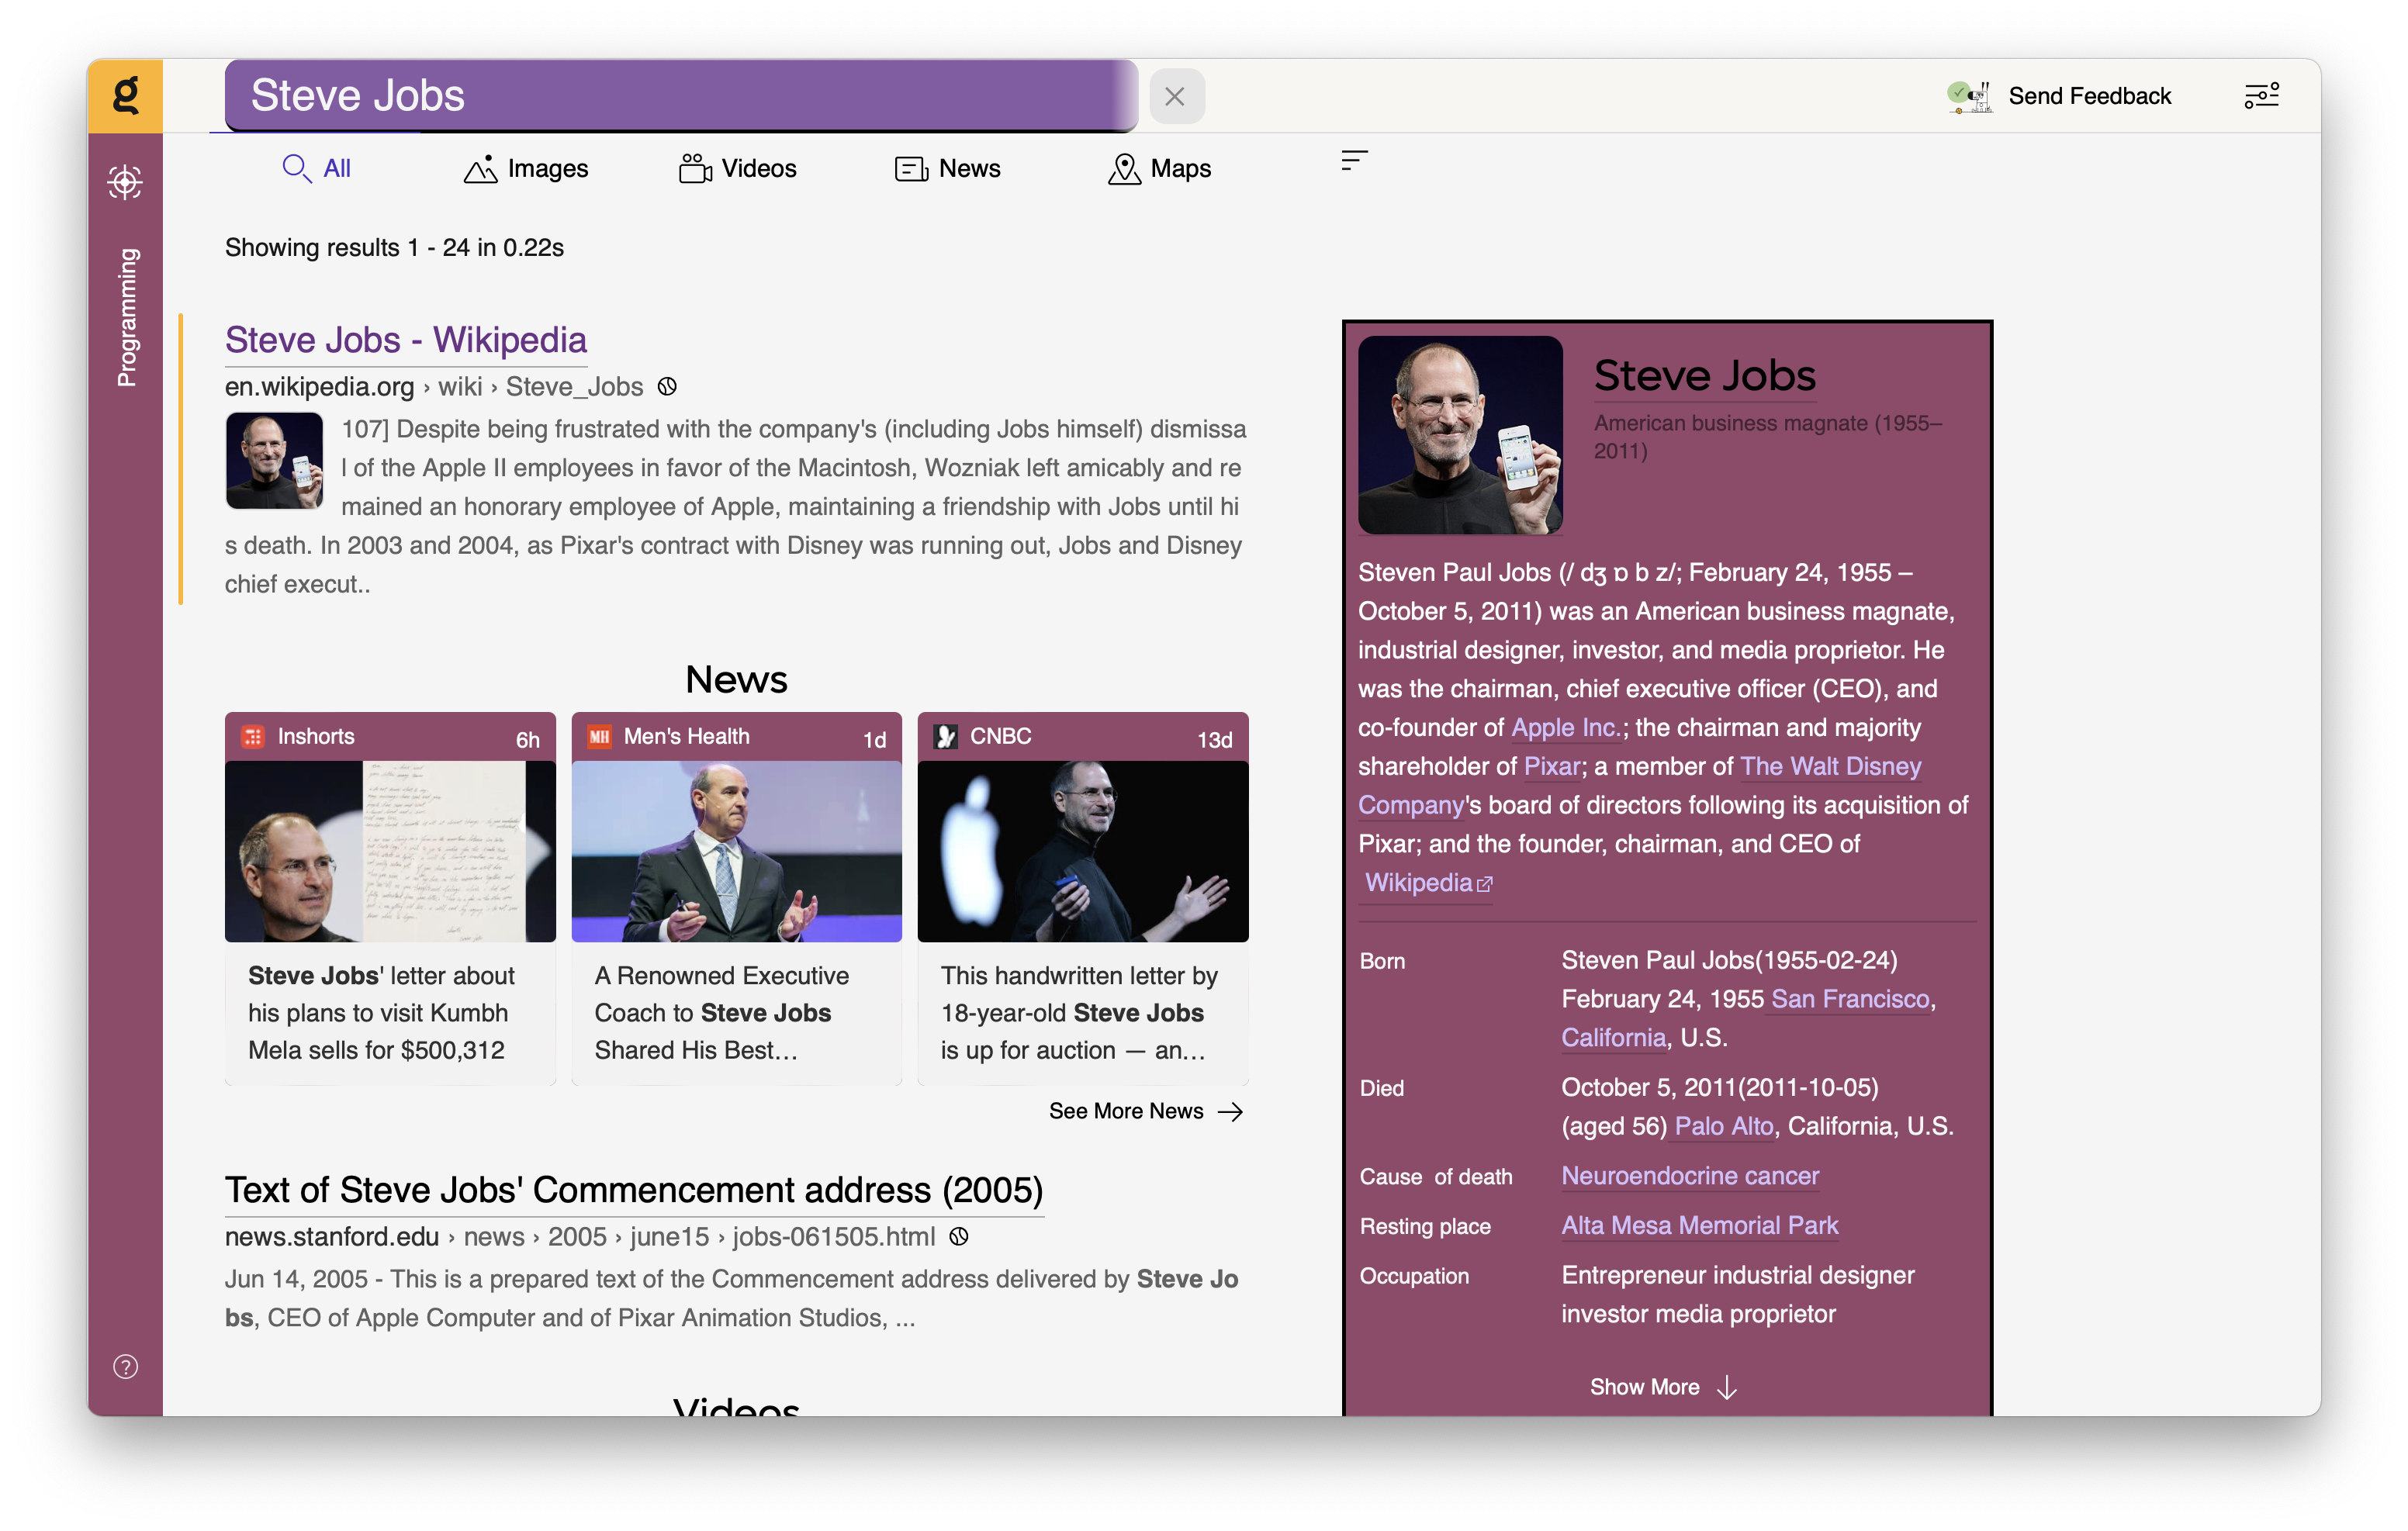 g
Steve Jobs
Send Feedback
All
Images
Videos
News
Maps
Programming
Showing results 1 - 24 in 0.22s
Steve Jobs - Wikipedia
en.wikipedia.org › wiki › Steve_Jobs
107] Despite being frustrated with the company's (including Jobs himself) dismissa
l of the Apple II employees in favor of the Macintosh, Wozniak left amicably and re
mained an honorary employee of Apple, maintaining a friendship with Jobs until hi
s death. In 2003 and 2004, as Pixar's contract with Disney was running out, Jobs and Disney
chief execut..
News
Inshorts 6h
Steve Jobs' letter about
his plans to visit Kumbh
Mela sells for $500,312
MH Men's Health 1d
A Renowned Executive
Coach to Steve Jobs
Shared His Best...
CNBC 13d
This handwritten letter by
18-year-old Steve Jobs
is up for auction — an...
See More News
Text of Steve Jobs' Commencement address (2005)
news.stanford.edu › news › 2005 › june15 › jobs-061505.html
Jun 14, 2005 - This is a prepared text of the Commencement address delivered by Steve Jo
bs, CEO of Apple Computer and of Pixar Animation Studios, ...
Videos
Steve Jobs
American business magnate (1955–
2011)
Steven Paul Jobs (/ dʒ ɒ b z/; February 24, 1955 –
October 5, 2011) was an American business magnate,
industrial designer, investor, and media proprietor. He
was the chairman, chief executive officer (CEO), and
co-founder of Apple Inc.; the chairman and majority
shareholder of Pixar; a member of The Walt Disney
Company's board of directors following its acquisition of
Pixar; and the founder, chairman, and CEO of
Wikipedia
Born Steven Paul Jobs(1955-02-24)
February 24, 1955 San Francisco,
California, U.S.
Died October 5, 2011(2011-10-05)
(aged 56) Palo Alto, California, U.S.
Cause of death Neuroendocrine cancer
Resting place Alta Mesa Memorial Park
Occupation Entrepreneur industrial designer
investor media proprietor
Show More
?